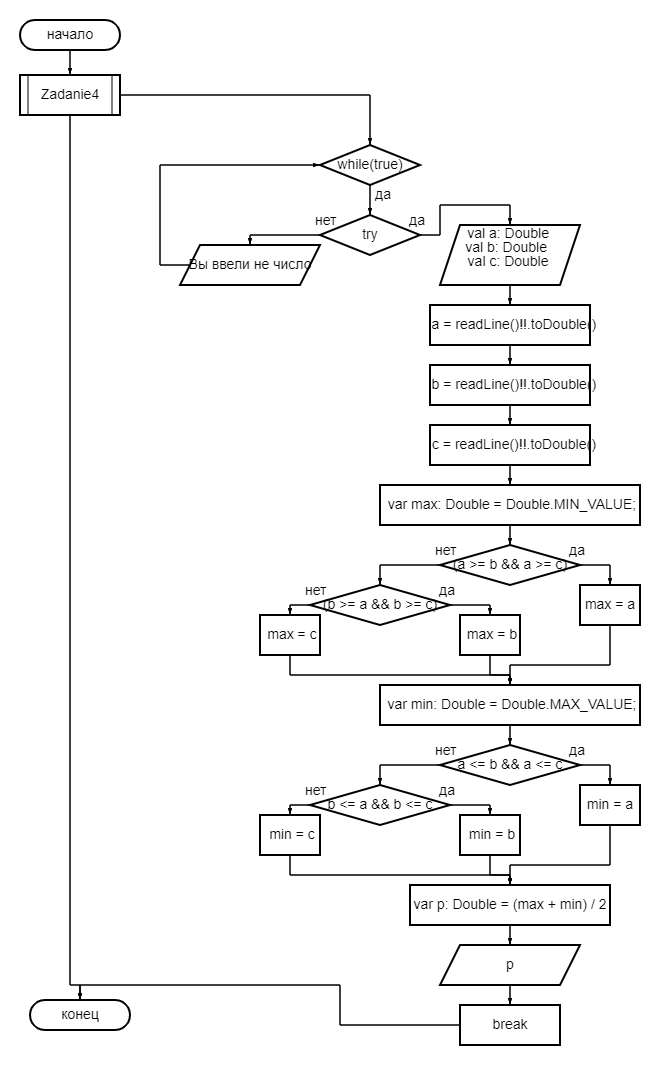 начало
Zadanie4
while(true)
да
нет
да
try
val a: Double
val b: Double
val c: Double
Вы ввели не число
a = readLine()!!.toDouble()
b = readLine()!!.toDouble()
c = readLine()!!.toDouble()
var max: Double = Double.MIN_VALUE;
нет
да
(a >= b && a >= c)
нет
да
(b >= a && b >= c)
max = a
max = c
max = b
var min: Double = Double.MAX_VALUE;
нет
да
a <= b && a <= c
нет
да
b <= a && b <= c
min = a
min = c
min = b
var p: Double = (max + min) / 2
p
конец
break